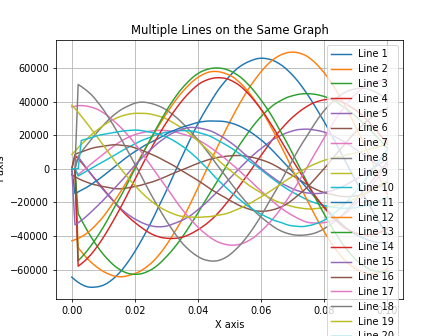 Multiple Lines on the Same Graph
60000
40000
20000
0
−20000
−40000
−60000
0.00
0.02
0.04
0.06
X axis
Line 1
Line 2
Line 3
Line 4
Line 5
Line 6
Line 7
Line 8
Line 9
Line 10
Line 11
Line 12
Line 13
Line 14
Line 15
Line 16
Line 17
Line 18
Line 19